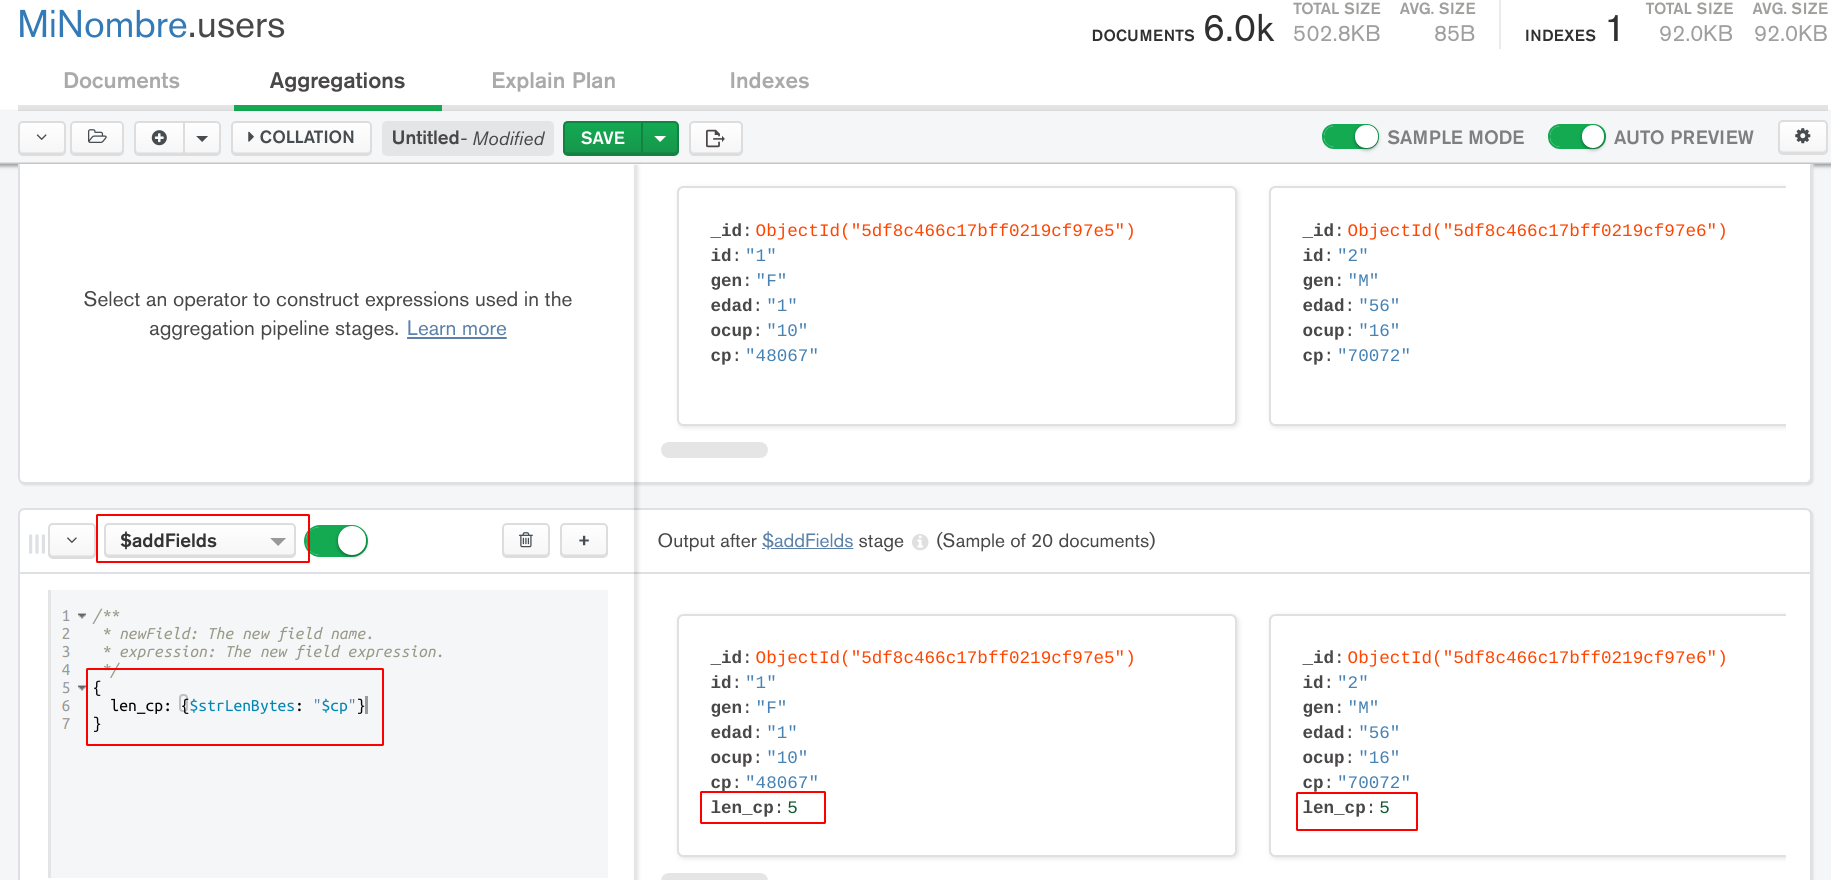 MiNombre.users
DOCUMENTS 6.0k TOTAL SIZE 502.8KB AVG. SIZE 85B INDEXES 1 TOTAL SIZE 92.0KB AVG. SIZE 92.0KB
Documents Aggregations Explain Plan Indexes
COLLATION Untitled- Modified SAVE SAMPLE MODE AUTO PREVIEW
Select an operator to construct expressions used in the
aggregation pipeline stages. Learn more
_id: ObjectId("5df8c466c17bff0219cf97e5")
id: "1"
gen: "F"
edad: "1"
ocup: "10"
cp: "48067"
_id: ObjectId("5df8c466c17bff0219cf97e6")
id: "2"
gen: "M"
edad: "56"
ocup: "16"
cp: "70072"
$addFields
Output after $addFields stage (Sample of 20 documents)
1 /**
2 * newField: The new field name.
3 * expression: The new field expression.
4 */
5 {
6 len_cp: {$strLenBytes: "$cp"}
7 }
_id: ObjectId("5df8c466c17bff0219cf97e5")
id: "1"
gen: "F"
edad: "1"
ocup: "10"
cp: "48067"
len_cp: 5
_id: ObjectId("5df8c466c17bff0219cf97e6")
id: "2"
gen: "M"
edad: "56"
ocup: "16"
cp: "70072"
len_cp: 5